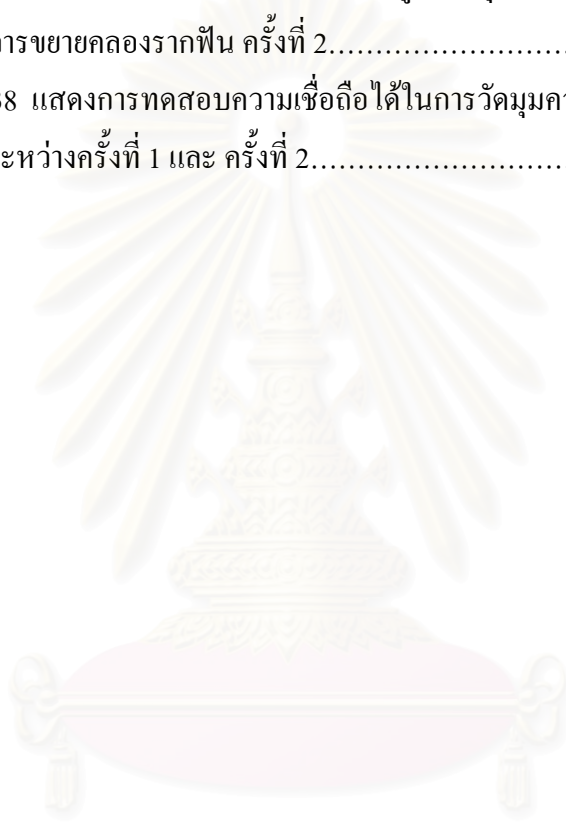 ารขยายคลองรากฟัน ครั้งที่ 2............................
38 แสดงการทดสอบความเชื่อถือได้ในการวัดมุมคว
ะหว่างครั้งที่ 1 และ ครั้งที่ 2............................